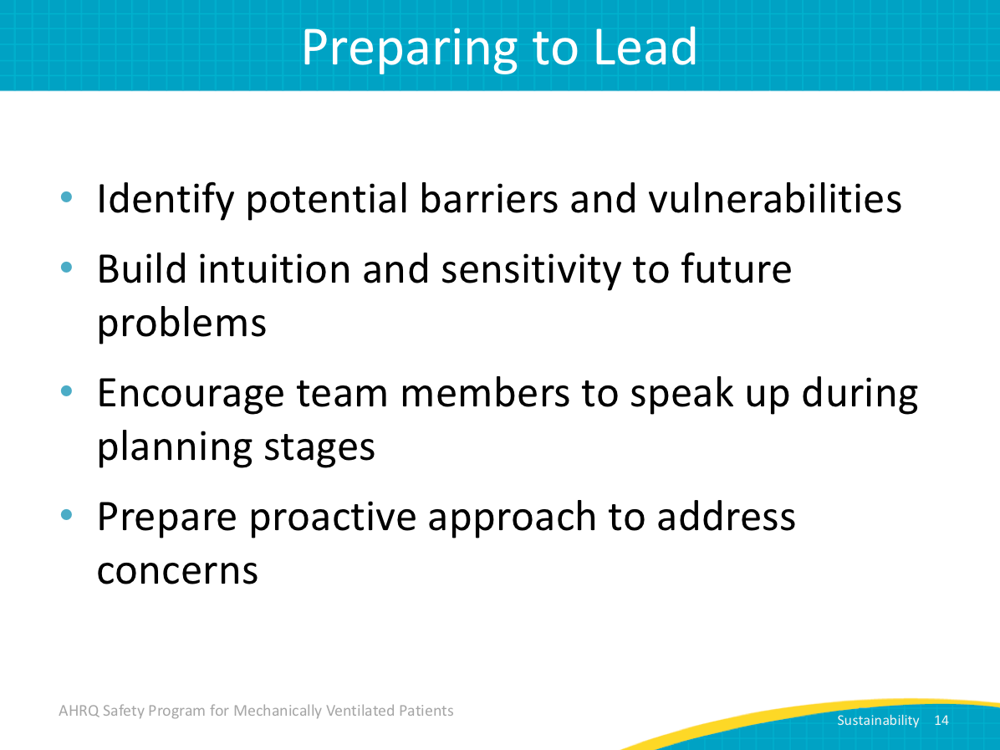 Preparing to Lead
• Identify potential barriers and vulnerabilities
• Build intuition and sensitivity to future
problems
• Encourage team members to speak up during
planning stages
• Prepare proactive approach to address
concerns
AHRQ Safety Program for Mechanically Ventilated Patients
Sustainability 14